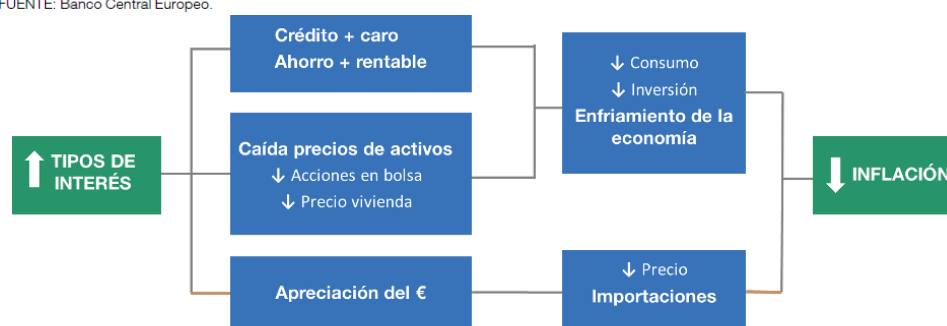 FUENTE: Banco Central Europeo.
Crédito + caro
Ahorro + rentable
↓ Consumo
↓ Inversión
Enfriamiento de la
economía
↑ TIPOS DE
INTERÉS
Caída precios de activos
↓ Acciones en bolsa
↓ Precio vivienda
↓ INFLACIÓN
Apreciación del €
↓ Precio
Importaciones